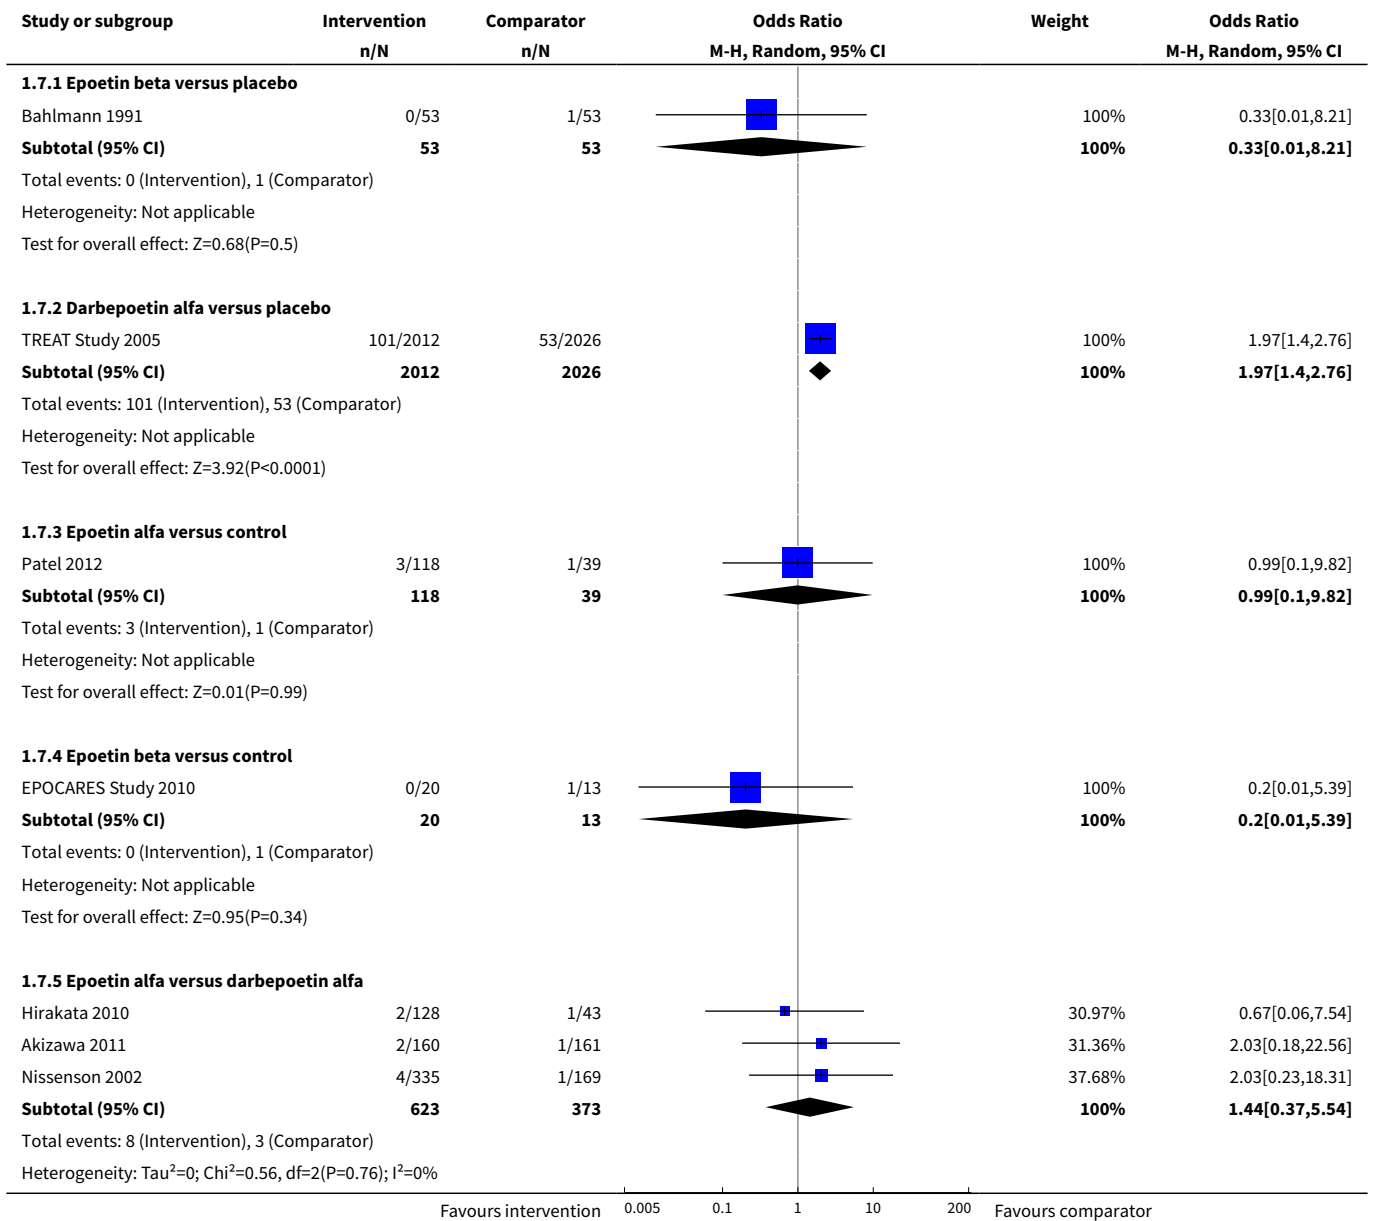 Study or subgroup Intervention Comparator Odds Ratio Weight Odds Ratio
n/N n/N M-H, Random, 95% CI M-H, Random, 95% CI
1.7.1 Epoetin beta versus placebo
Bahlmann 1991 0/53 1/53 100% 0.33[0.01,8.21]
Subtotal (95% CI) 53 53 100% 0.33[0.01,8.21]
Total events: 0 (Intervention), 1 (Comparator)
Heterogeneity: Not applicable
Test for overall effect: Z=0.68(P=0.5)
1.7.2 Darbepoetin alfa versus placebo
TREAT Study 2005 101/2012 53/2026 100% 1.97[1.4,2.76]
Subtotal (95% CI) 2012 2026 100% 1.97[1.4,2.76]
Total events: 101 (Intervention), 53 (Comparator)
Heterogeneity: Not applicable
Test for overall effect: Z=3.92(P<0.0001)
1.7.3 Epoetin alfa versus control
Patel 2012 3/118 1/39 100% 0.99[0.1,9.82]
Subtotal (95% CI) 118 39 100% 0.99[0.1,9.82]
Total events: 3 (Intervention), 1 (Comparator)
Heterogeneity: Not applicable
Test for overall effect: Z=0.01(P=0.99)
1.7.4 Epoetin beta versus control
EPOCARES Study 2010 0/20 1/13 100% 0.2[0.01,5.39]
Subtotal (95% CI) 20 13 100% 0.2[0.01,5.39]
Total events: 0 (Intervention), 1 (Comparator)
Heterogeneity: Not applicable
Test for overall effect: Z=0.95(P=0.34)
1.7.5 Epoetin alfa versus darbepoetin alfa
Hirakata 2010 2/128 1/43 30.97% 0.67[0.06,7.54]
Akizawa 2011 2/160 1/161 31.36% 2.03[0.18,22.56]
Nissenson 2002 4/335 1/169 37.68% 2.03[0.23,18.31]
Subtotal (95% CI) 623 373 100% 1.44[0.37,5.54]
Total events: 8 (Intervention), 3 (Comparator)
Heterogeneity: Tau²=0; Chi²=0.56, df=2(P=0.76); I²=0%
Favours intervention 0.005 0.1 1 10 200 Favours comparator